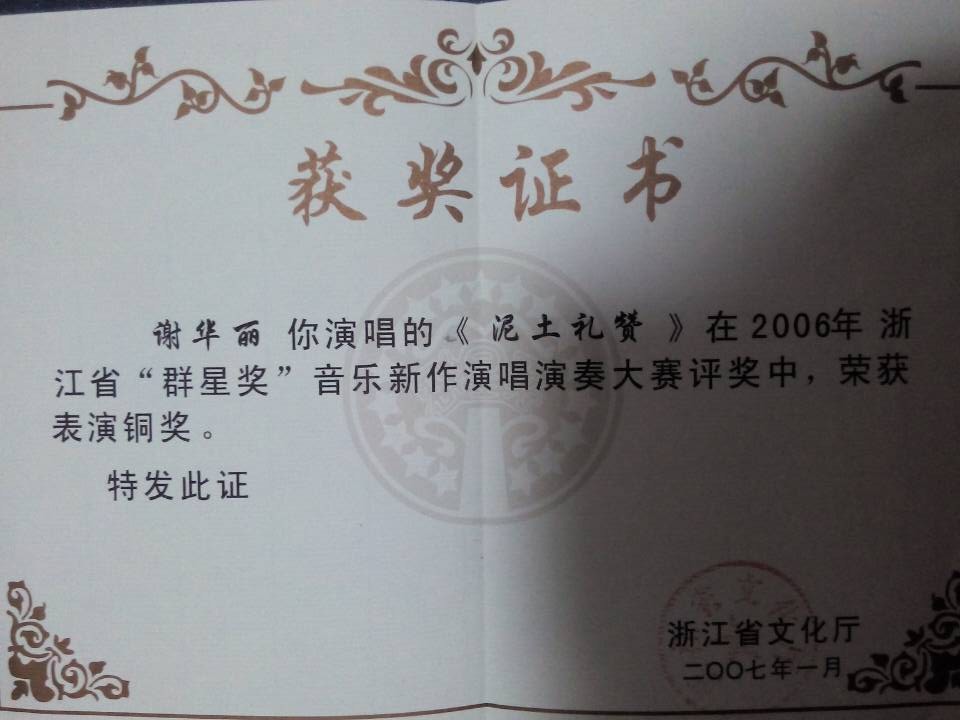 获奖证书
谢华丽 你演唱的《 泥土礼赞 》在2006年 浙
江省“群星奖”音乐新作演唱演奏大赛评奖中，荣获
表演铜奖。
特发此证
浙江省文化厅
二〇〇七年一月